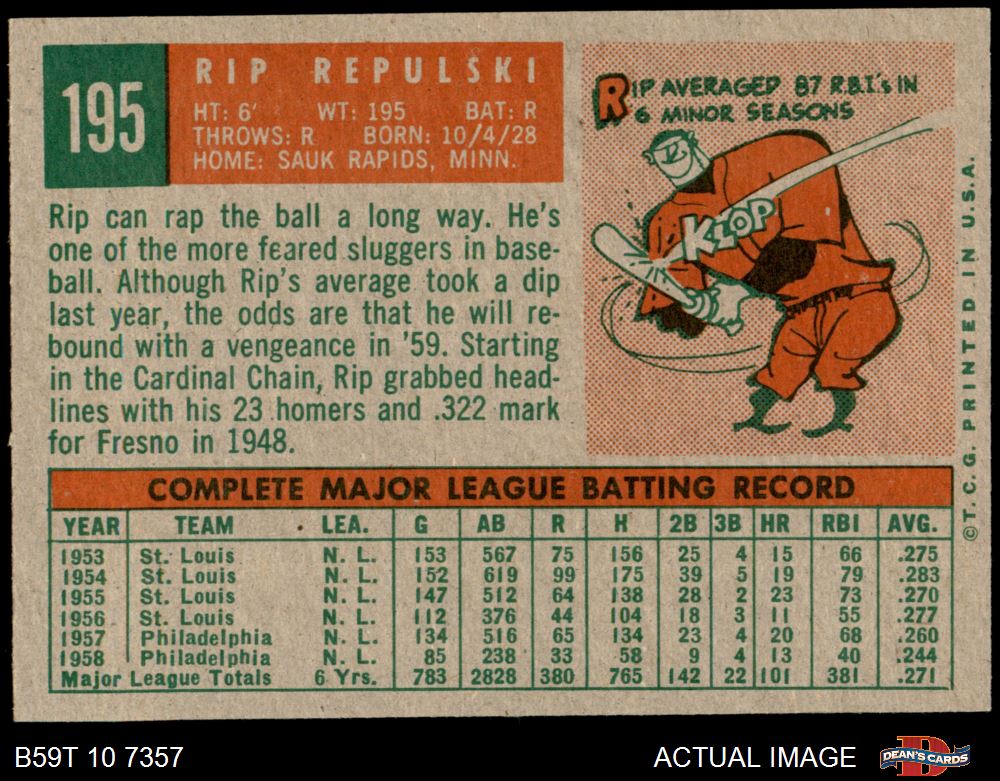 195
RIP REPULSKI
HT: 6' WT: 195 BAT: R
THROWS: R BORN: 10/4/28
HOME: SAUK RAPIDS, MINN.
RIP AVERAGED 87 R.B.I.'s IN
6 MINOR SEASONS
KLOP
Rip can rap the ball a long way. He's
one of the more feared sluggers in base-
ball. Although Rip's average took a dip
last year, the odds are that he will re-
bound with a vengeance in '59. Starting
in the Cardinal Chain, Rip grabbed head-
lines with his 23 homers and .322 mark
for Fresno in 1948.
©T. C. G. PRINTED IN U.S.A.
COMPLETE MAJOR LEAGUE BATTING RECORD
YEAR TEAM LEA. G AB R H 2B 3B HR RBI AVG.
1953 St. Louis N. L. 153 567 75 156 25 4 15 66 .275
1954 St. Louis N. L. 152 619 99 175 39 5 19 79 .283
1955 St. Louis N. L. 147 512 64 138 28 2 23 73 .270
1956 St. Louis N. L. 112 376 44 104 18 3 11 55 .277
1957 Philadelphia N. L. 134 516 65 134 23 4 20 68 .260
1958 Philadelphia N. L. 85 238 33 58 9 4 13 40 .244
Major League Totals 6 Yrs. 783 2828 380 765 142 22 101 381 .271
B59T 10 7357
ACTUAL IMAGE
DEAN'S CARDS